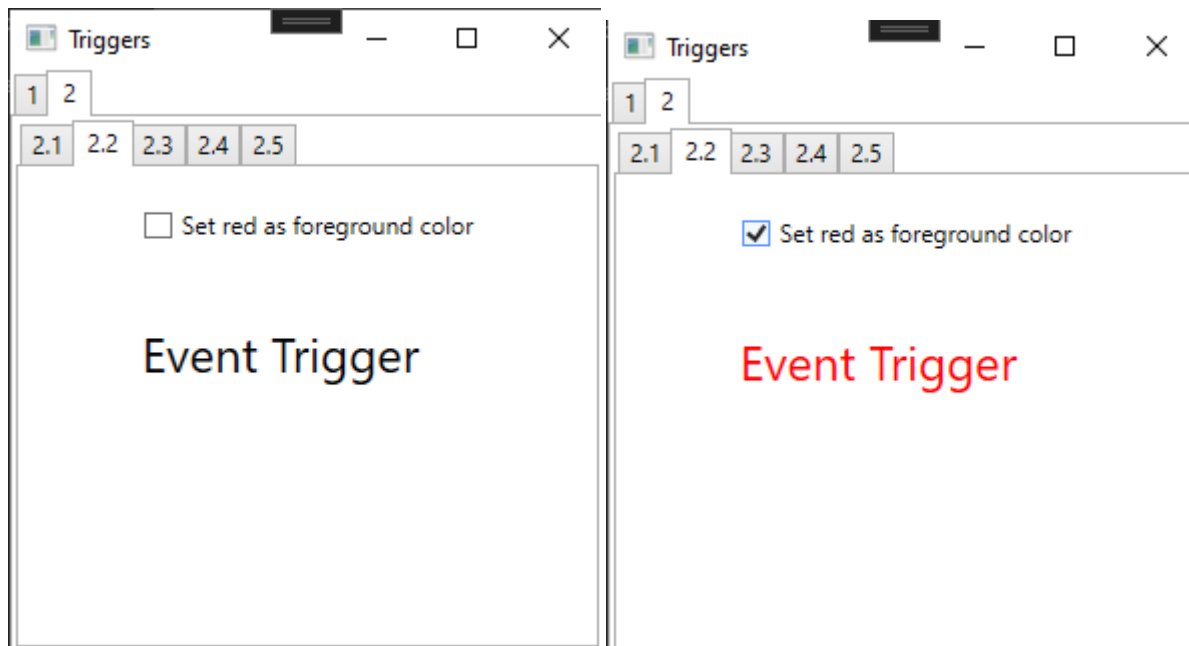 Triggers
1 2
2.1 2.2 2.3 2.4 2.5
Set red as foreground color
Event Trigger
Triggers
1 2
2.1 2.2 2.3 2.4 2.5
Set red as foreground color
Event Trigger